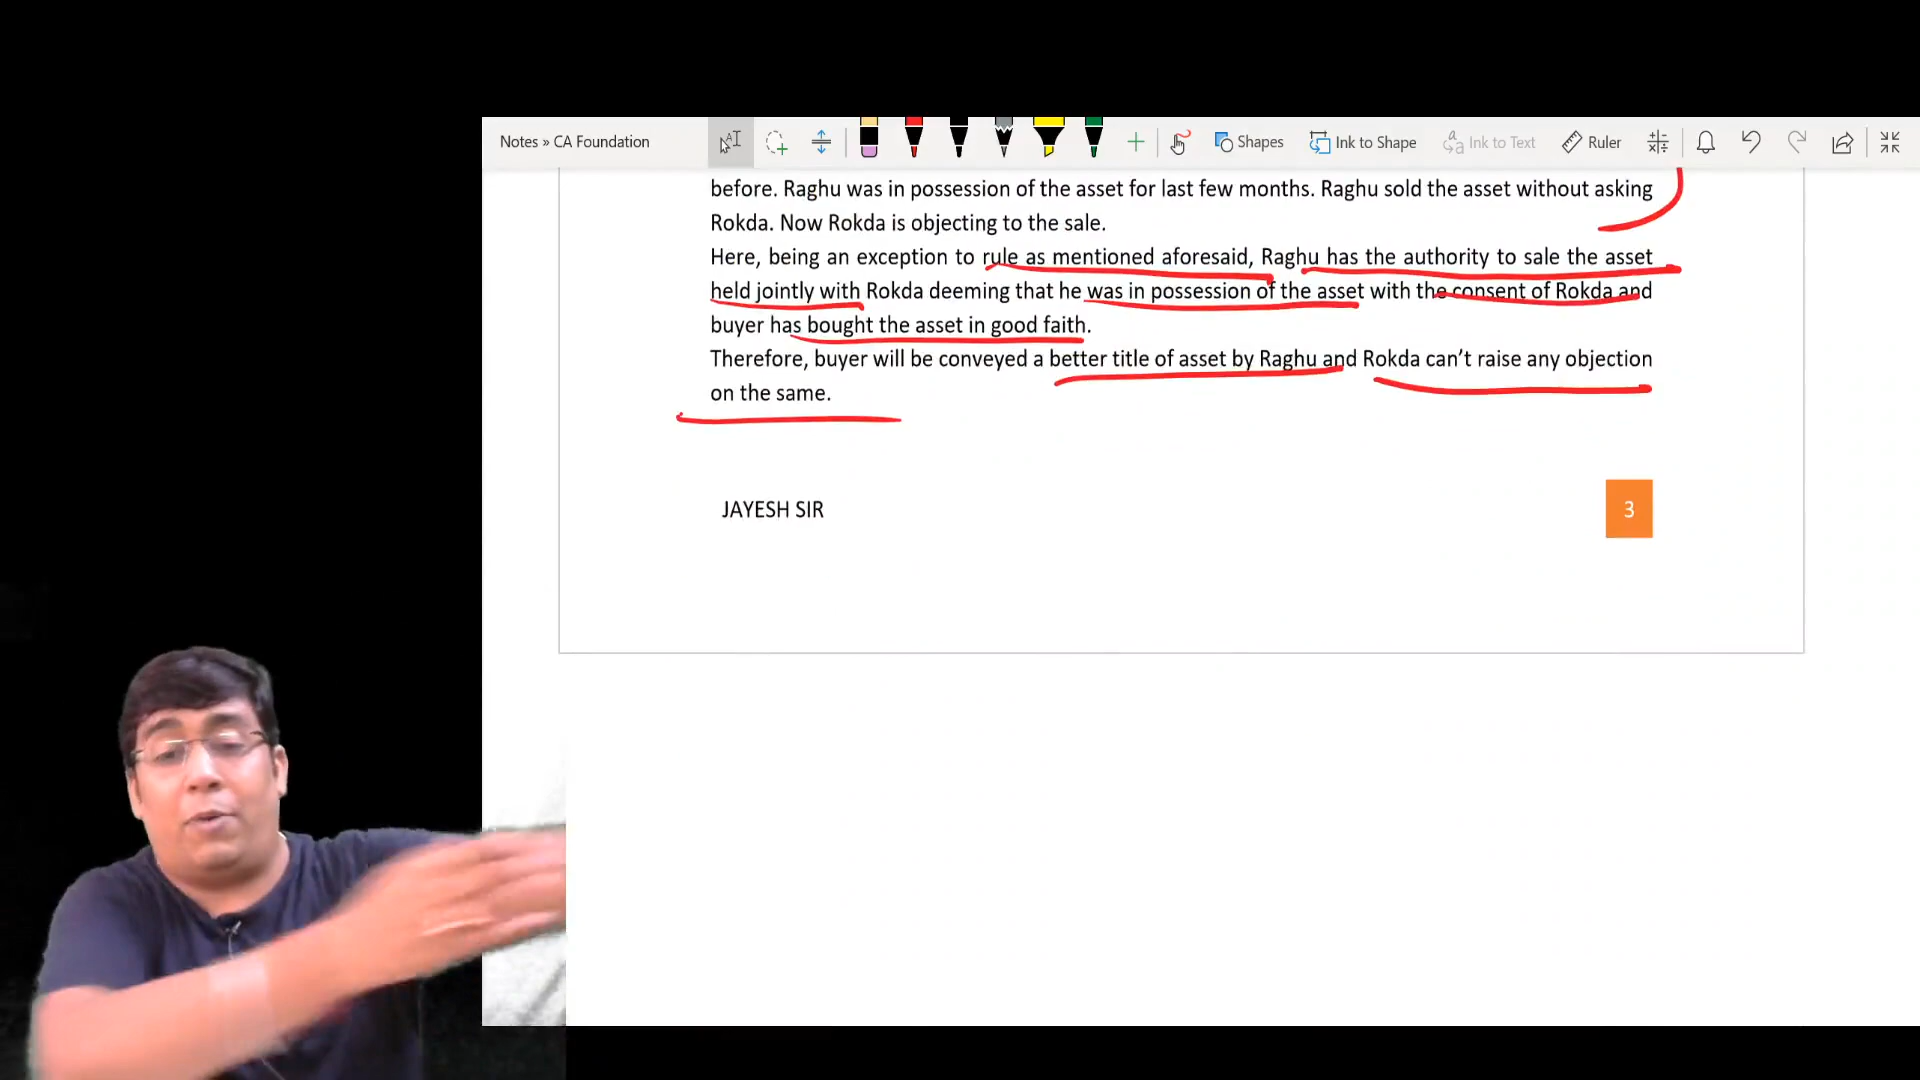 Notes » CA Foundation
Shapes
Ink to Shape
Ink to Text
Ruler
before. Raghu was in possession of the asset for last few months. Raghu sold the asset without asking
Rokda. Now Rokda is objecting to the sale.
Here, being an exception to rule as mentioned aforesaid, Raghu has the authority to sale the asset
held jointly with Rokda deeming that he was in possession of the asset with the consent of Rokda and
buyer has bought the asset in good faith.
Therefore, buyer will be conveyed a better title of asset by Raghu and Rokda can’t raise any objection
on the same.
JAYESH SIR
3